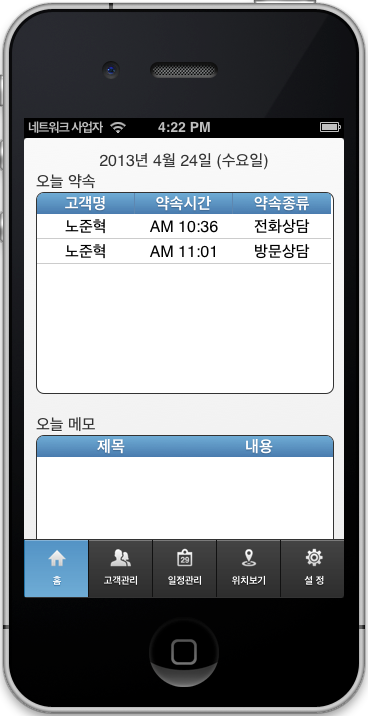 네트워크 사업자 4:22 PM
2013년 4월 24일 (수요일)
오늘 약속
고객명 약속시간 약속종류
노준혁 AM 10:36 전화상담
노준혁 AM 11:01 방문상담
오늘 메모
제목 내용
29
홈 고객관리 일정관리 위치보기 설 정